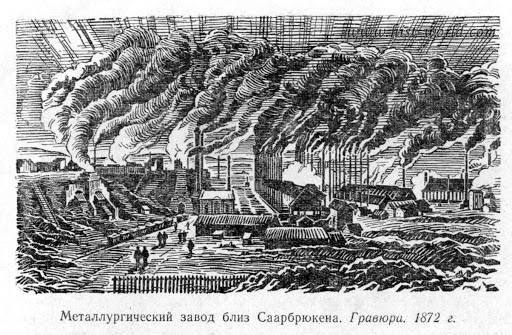 Металлургический завод близ Саарбрюкена. Гравюра. 1872 г.